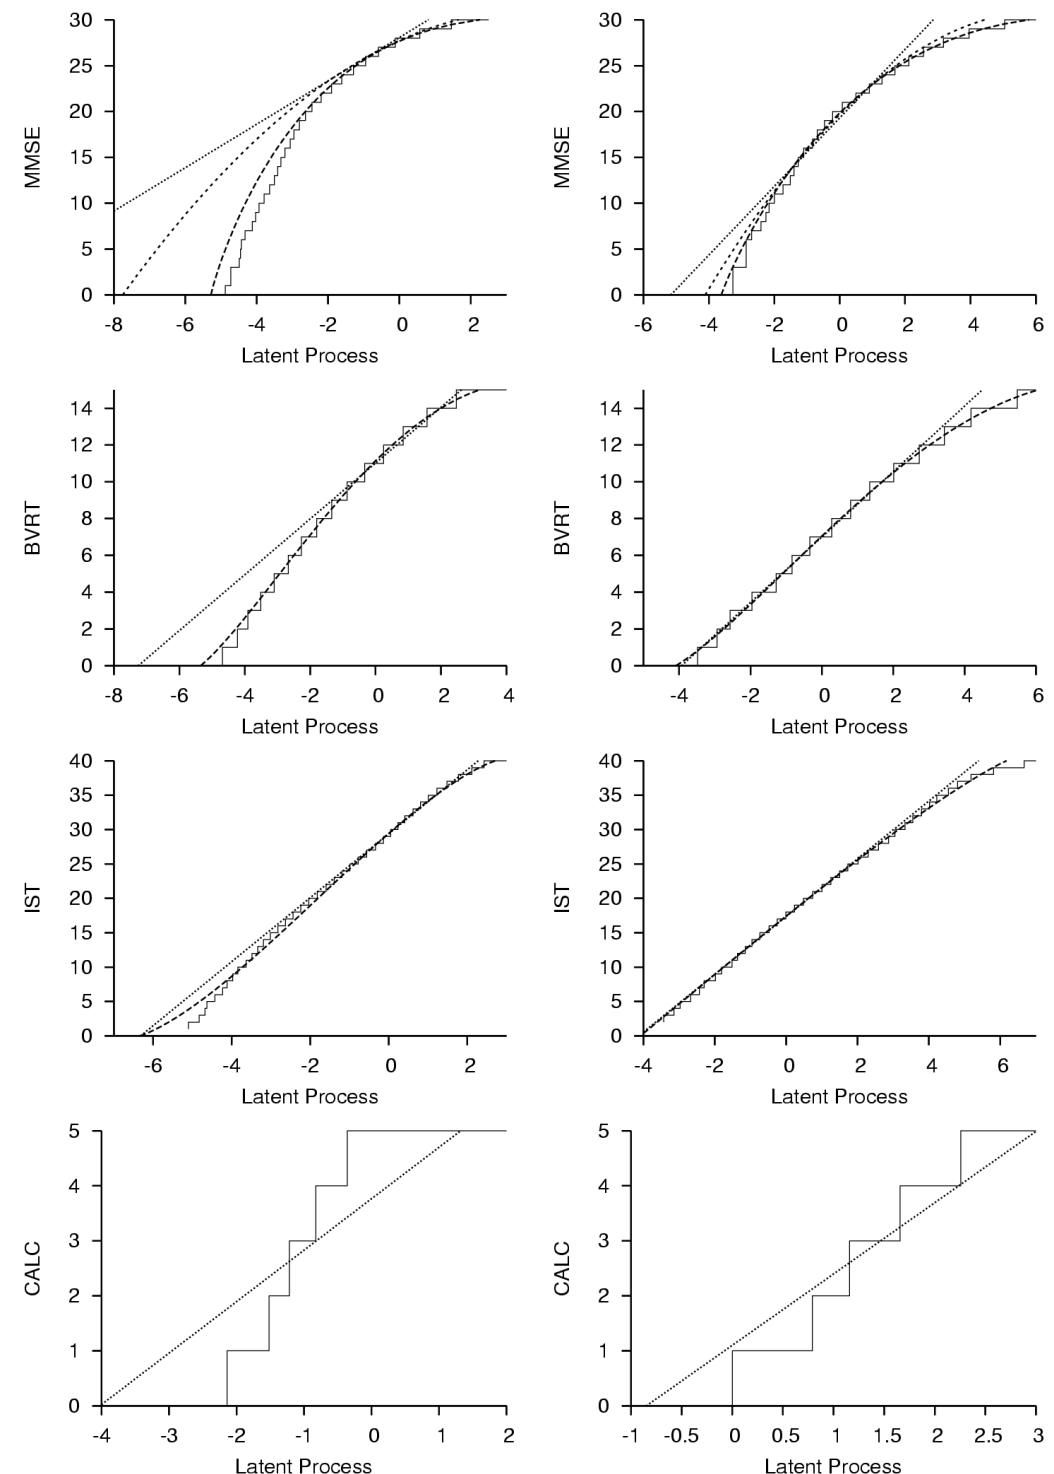 30
25
20
15
10
5
0
MMSE
-8 -6 -4 -2 0 2
Latent Process
30
25
20
15
10
5
0
MMSE
-6 -4 -2 0 2 4 6
Latent Process
14
12
10
8
6
4
2
0
BVRT
-8 -6 -4 -2 0 2 4
Latent Process
14
12
10
8
6
4
2
0
BVRT
-4 -2 0 2 4 6
Latent Process
40
35
30
25
20
15
10
5
0
IST
-6 -4 -2 0 2
Latent Process
40
35
30
25
20
15
10
5
0
IST
-4 -2 0 2 4 6
Latent Process
5
4
3
2
1
0
CALC
-4 -3 -2 -1 0 1 2
Latent Process
5
4
3
2
1
0
CALC
-1 -0.5 0 0.5 1 1.5 2 2.5 3
Latent Process